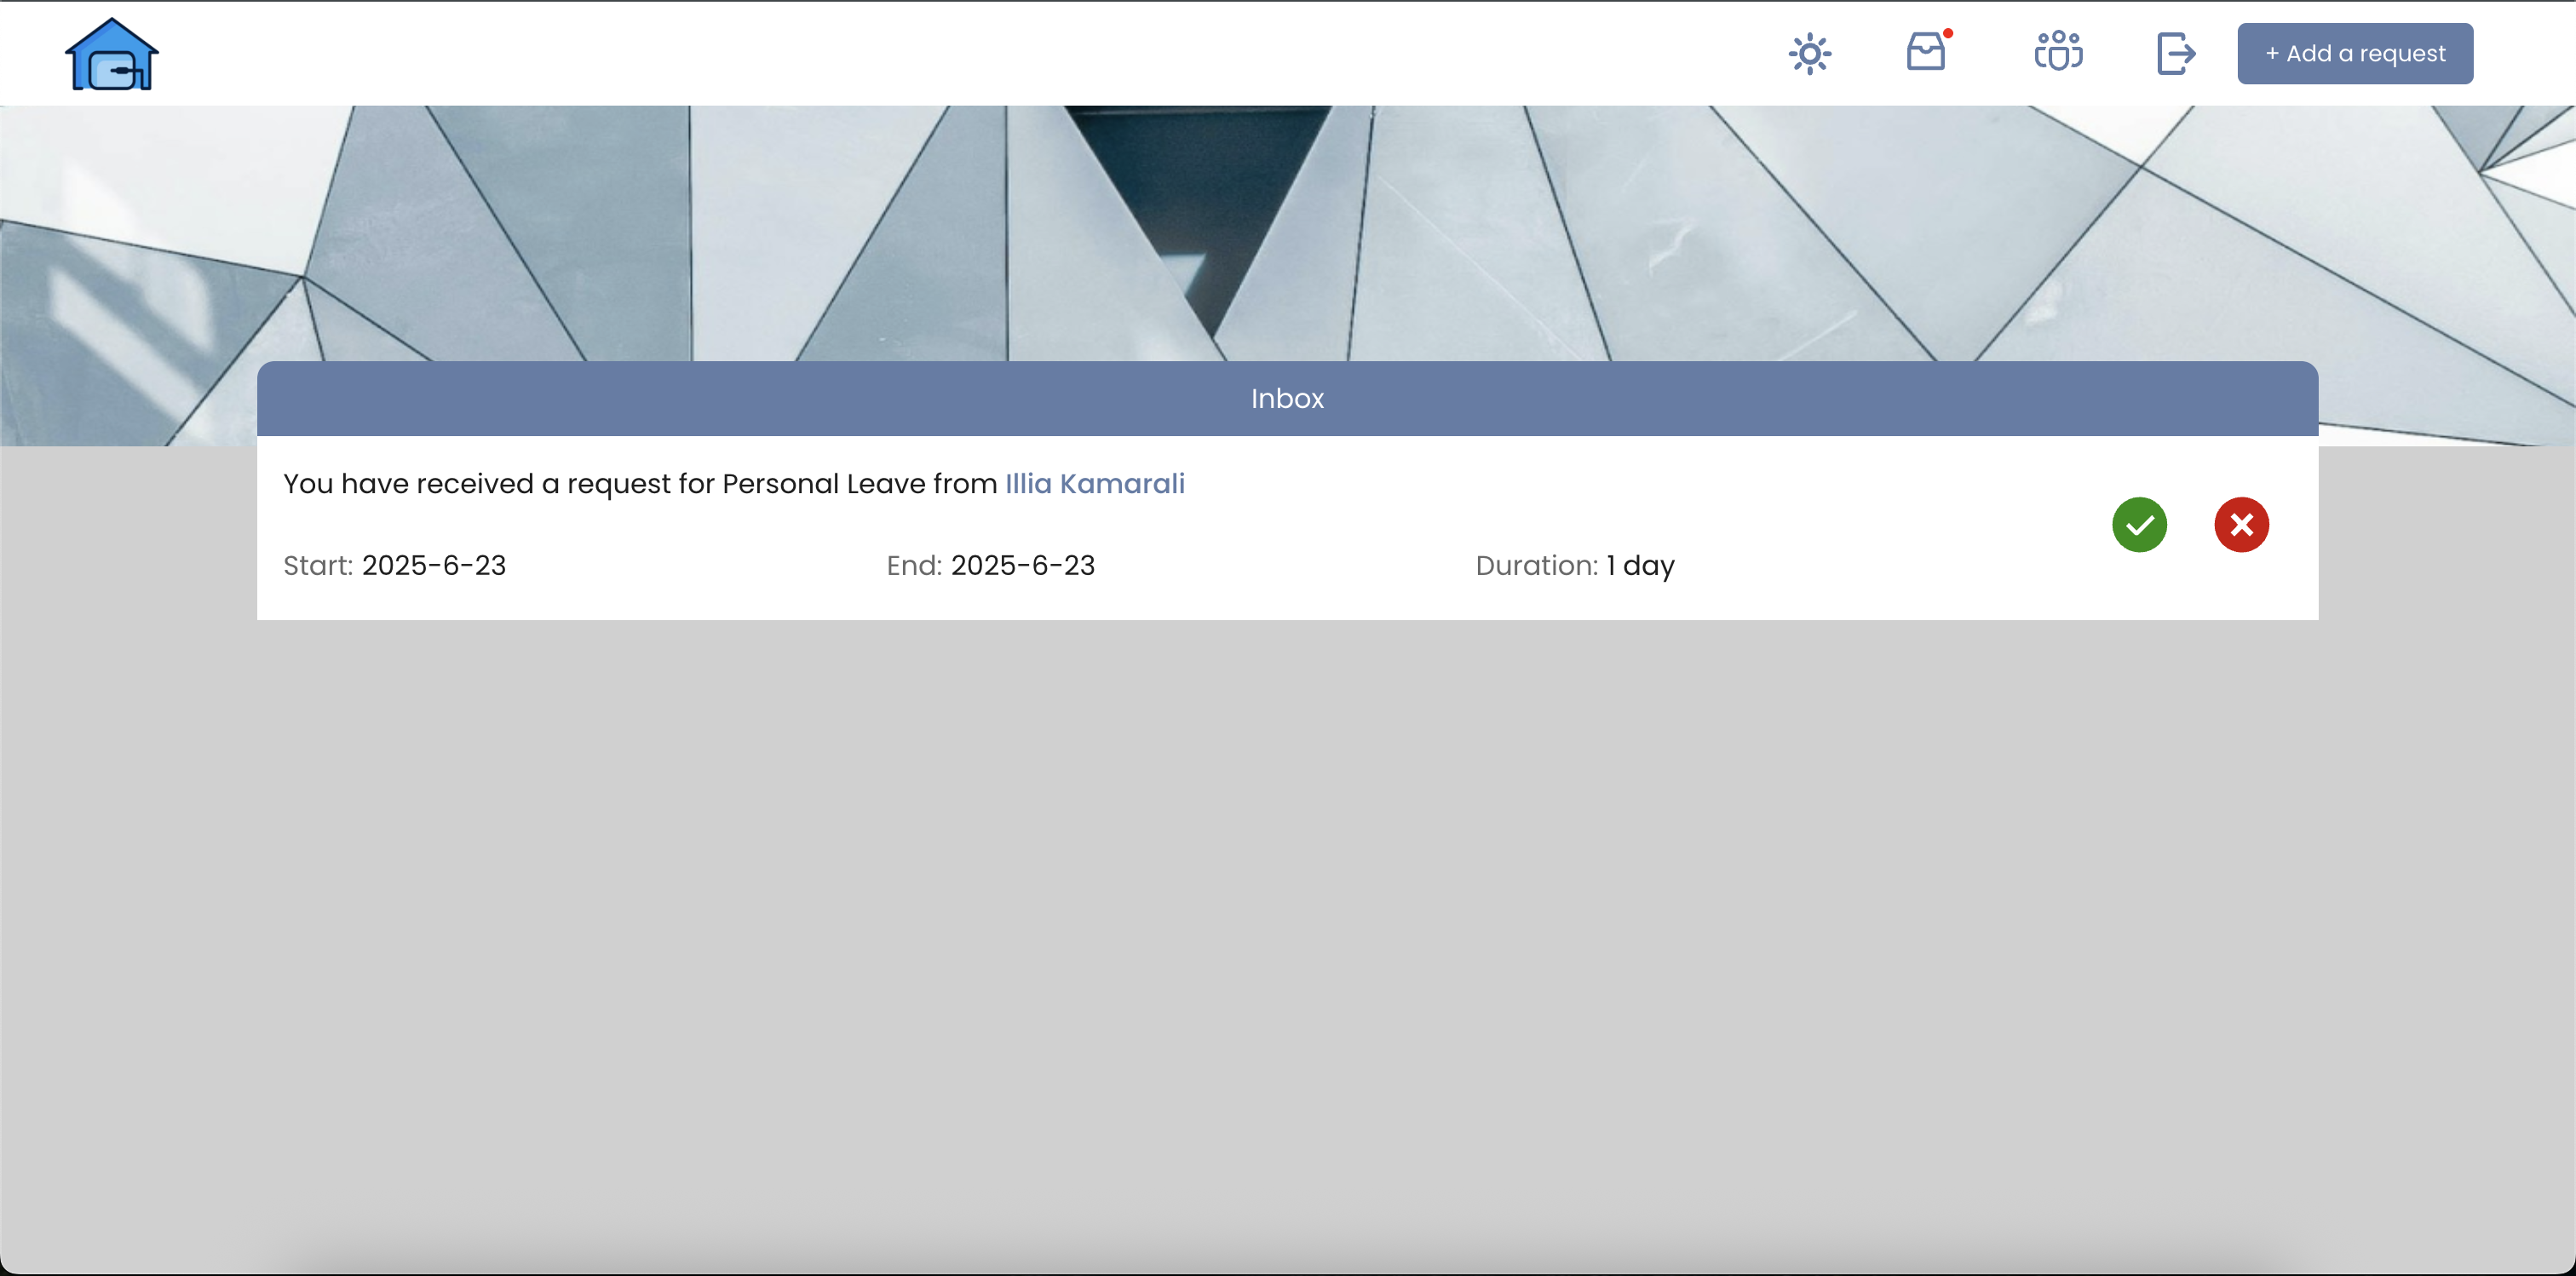 + Add a request
Inbox
You have received a request for Personal Leave from Illia Kamarali
Start: 2025-6-23 End: 2025-6-23 Duration: 1 day